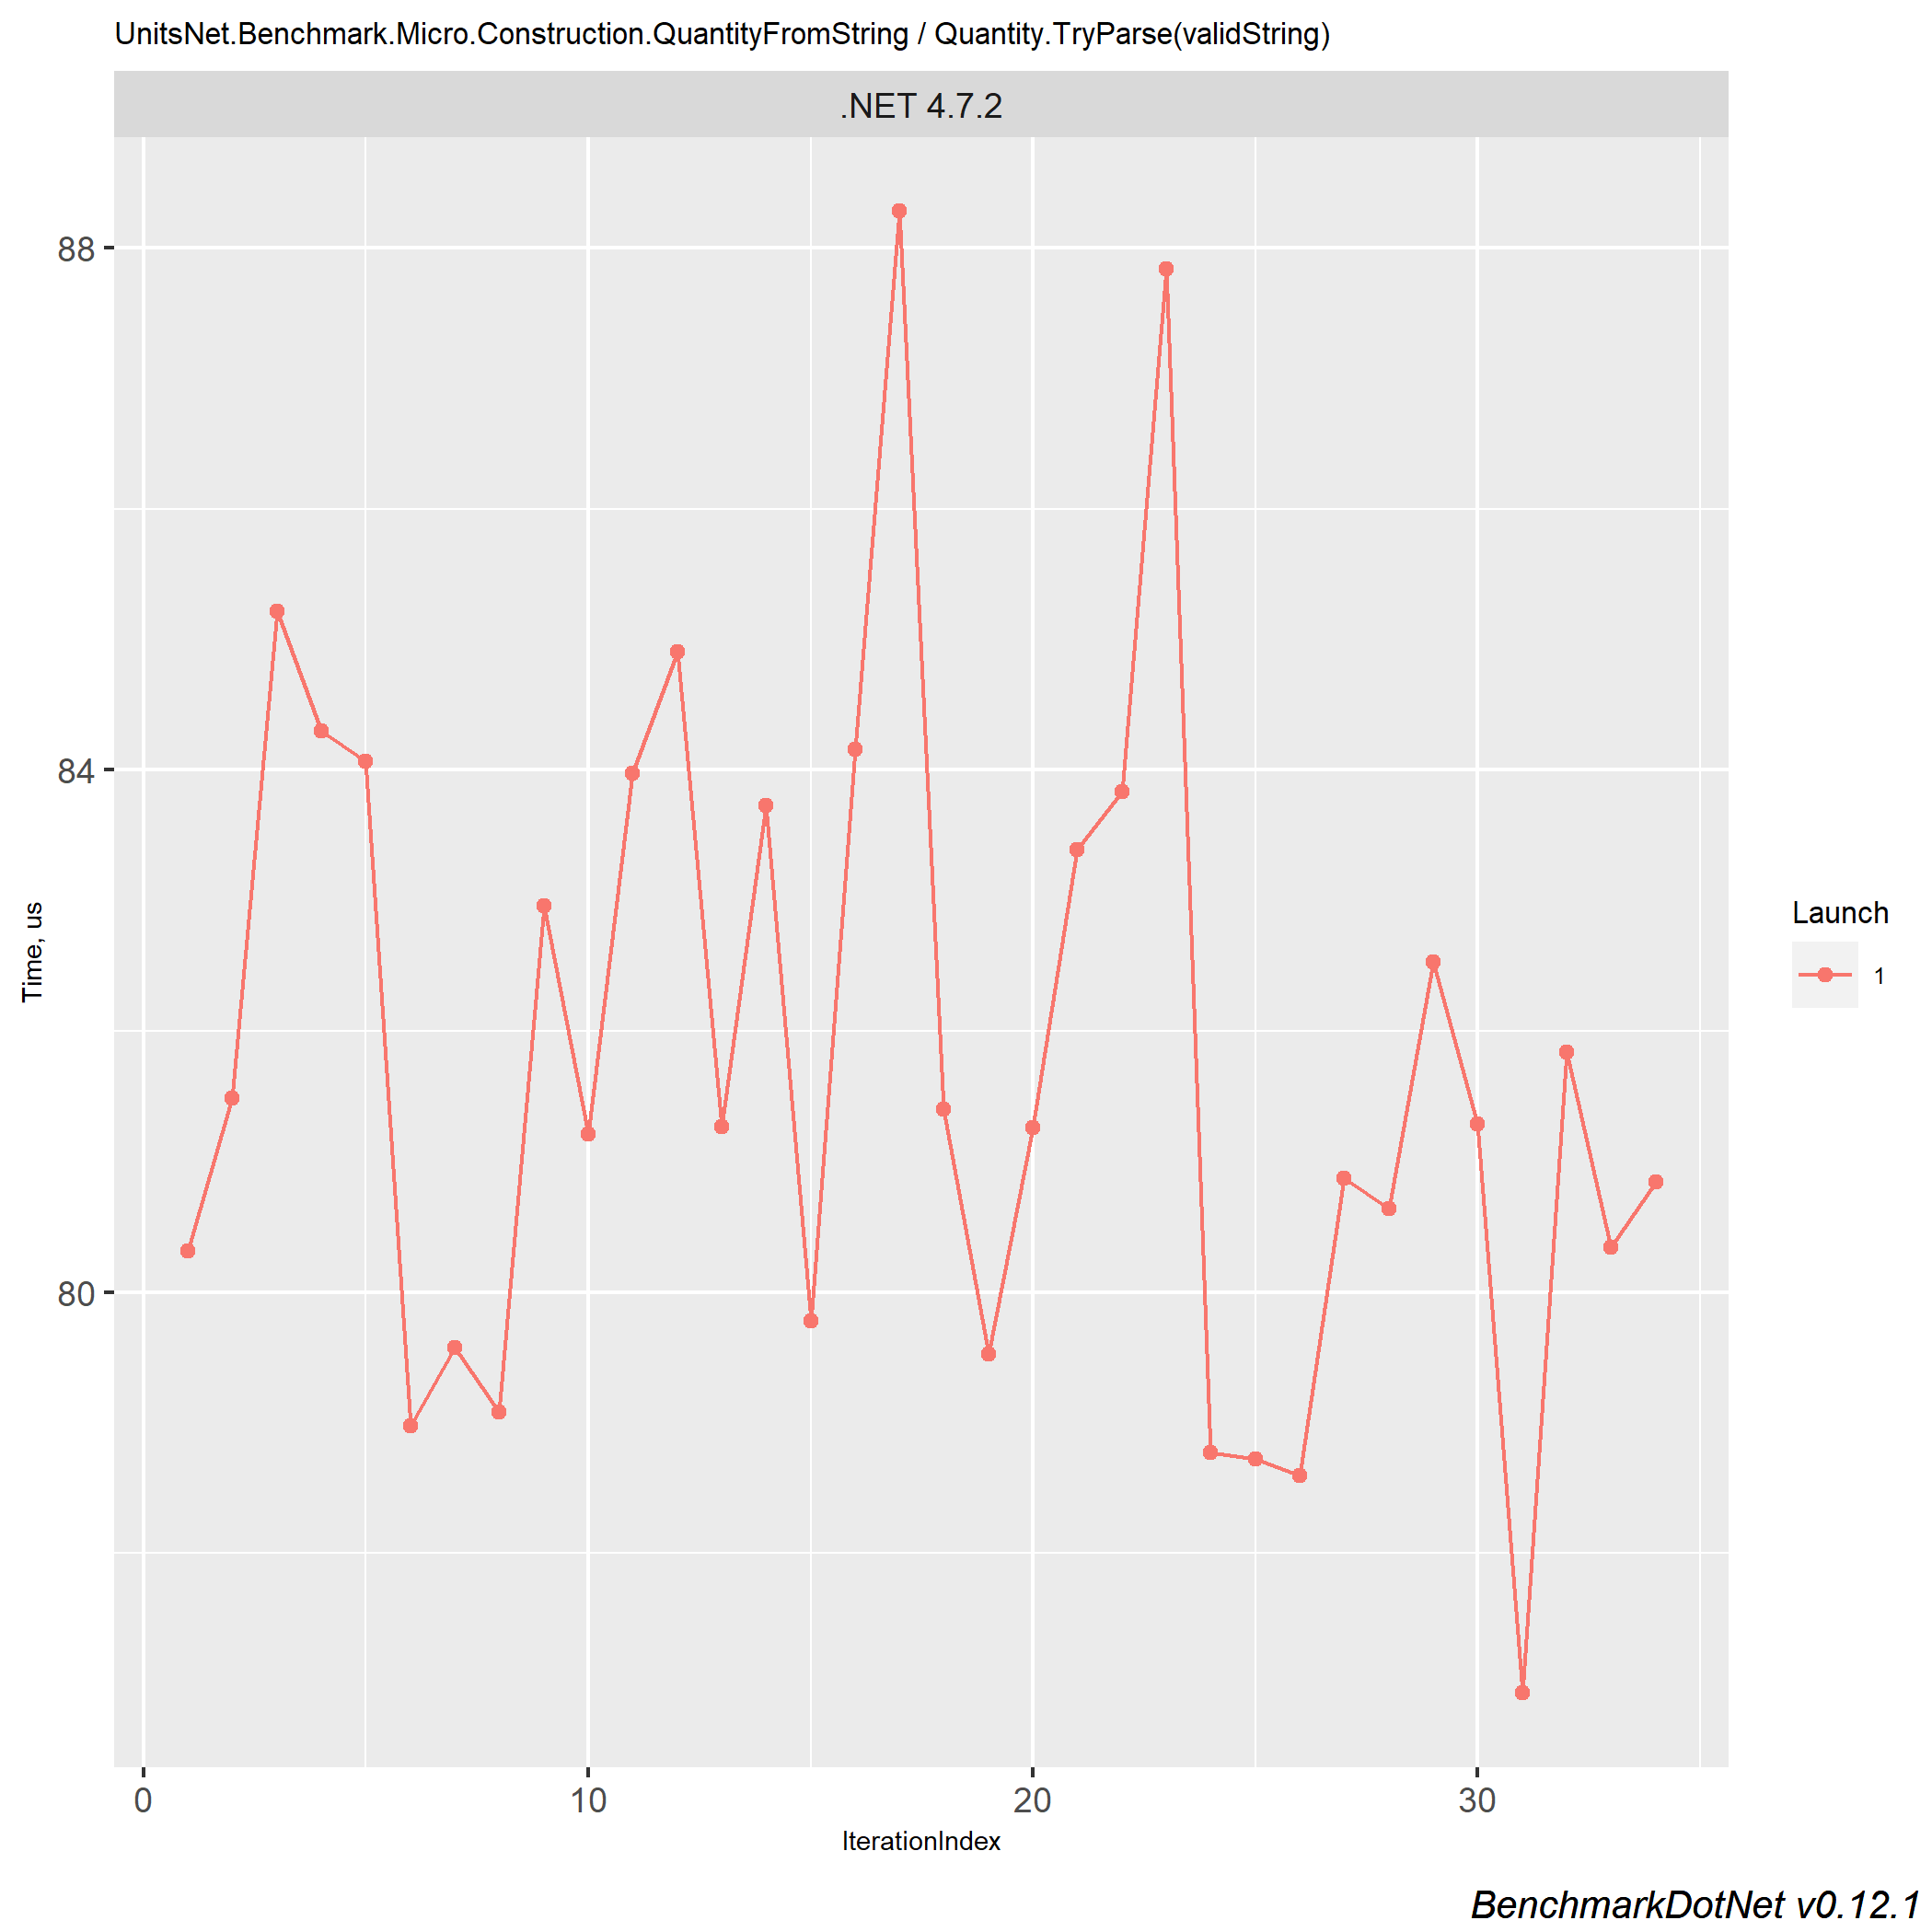 UnitsNet.Benchmark.Micro.Construction.QuantityFromString / Quantity.TryParse(validString)
.NET 4.7.2
88
84
80
Time, us
Launch
1
0 10 20 30
IterationIndex
BenchmarkDotNet v0.12.1